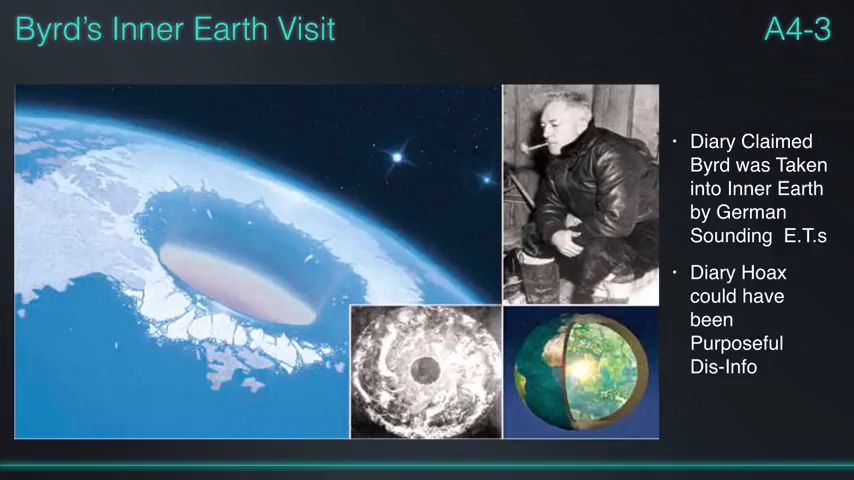 Byrd's Inner Earth Visit
A4-3
• Diary Claimed
Byrd was Taken
into Inner Earth
by German
Sounding  E.T.s
• Diary Hoax
could have
been
Purposeful
Dis-Info